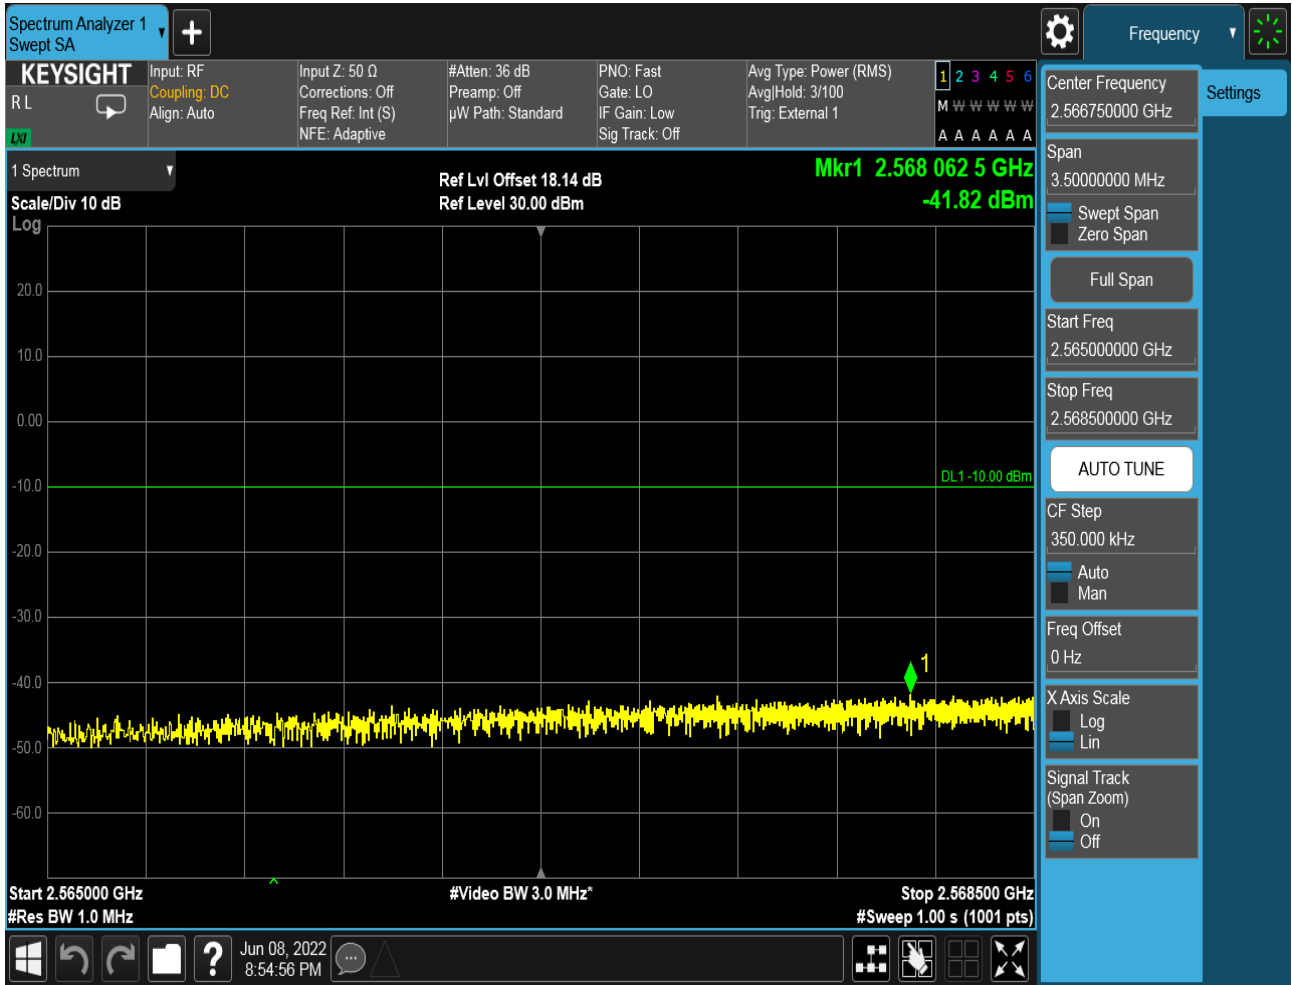 Spectrum Analyzer 1
Swept SA
Frequency
KEYSIGHT
R L
LXI
Input: RF
Coupling: DC
Align: Auto
Input Z: 50 Ω
Corrections: Off
Freq Ref: Int (S)
NFE: Adaptive
#Atten: 36 dB
Preamp: Off
µW Path: Standard
PNO: Fast
Gate: LO
IF Gain: Low
Sig Track: Off
Avg Type: Power (RMS)
Avg|Hold: 3/100
Trig: External 1
1 2 3 4 5 6
M W W W W W
A A A A A A
1 Spectrum
Scale/Div 10 dB
Log
Ref Lvl Offset 18.14 dB
Ref Level 30.00 dBm
Mkr1 2.568 062 5 GHz
-41.82 dBm
20.0
10.0
0.00
-10.0
-20.0
-30.0
-40.0
-50.0
-60.0
DL1 -10.00 dBm
1
Start 2.565000 GHz
#Res BW 1.0 MHz
#Video BW 3.0 MHz*
Stop 2.568500 GHz
#Sweep 1.00 s (1001 pts)
Center Frequency
2.566750000 GHz
Settings
Span
3.50000000 MHz
Swept Span
Zero Span
Full Span
Start Freq
2.565000000 GHz
Stop Freq
2.568500000 GHz
AUTO TUNE
CF Step
350.000 kHz
Auto
Man
Freq Offset
0 Hz
X Axis Scale
Log
Lin
Signal Track
(Span Zoom)
On
Off
?
Jun 08, 2022
8:54:56 PM